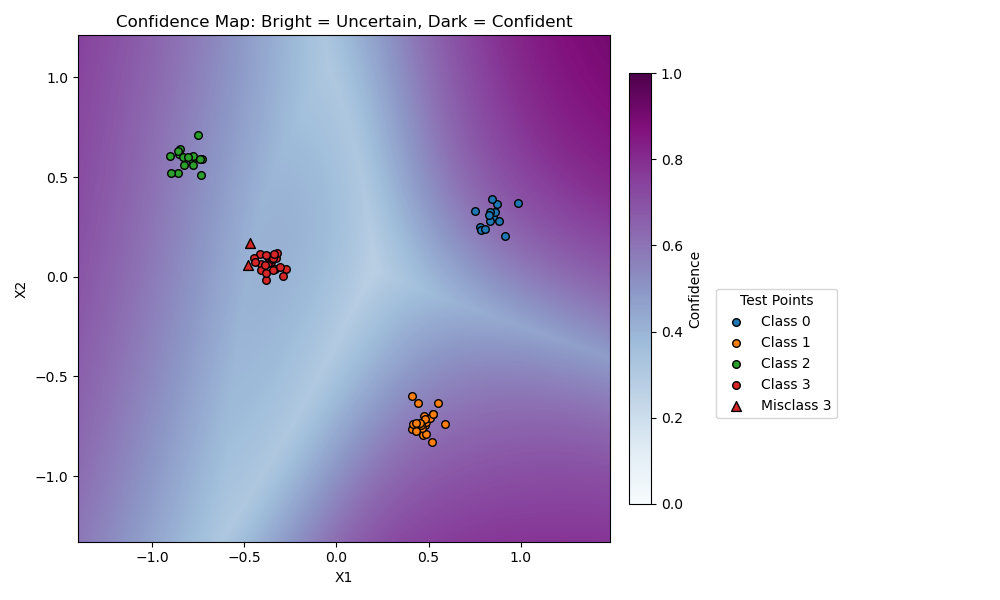 Confidence Map: Bright = Uncertain, Dark = Confident
1.0
0.5
0.0
−0.5
−1.0
X2
−1.0
−0.5
0.0
0.5
1.0
X1
1.0
0.8
0.6
0.4
0.2
0.0
Confidence
Test Points
Class 0
Class 1
Class 2
Class 3
Misclass 3